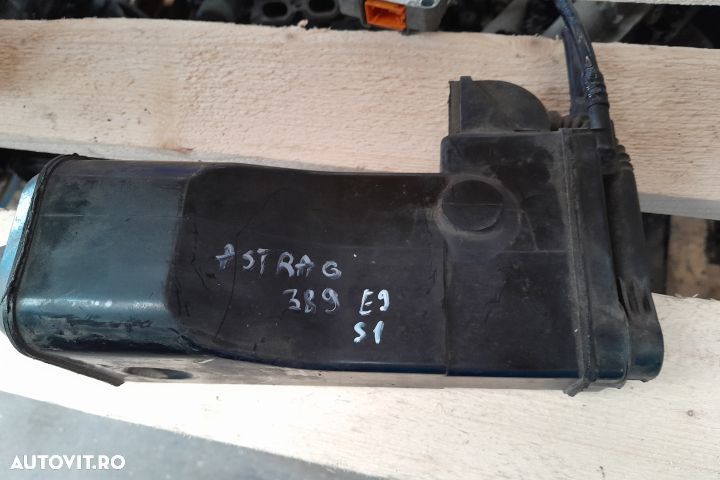 ASTRA G
389 E9
S1
AUTOVIT.RO